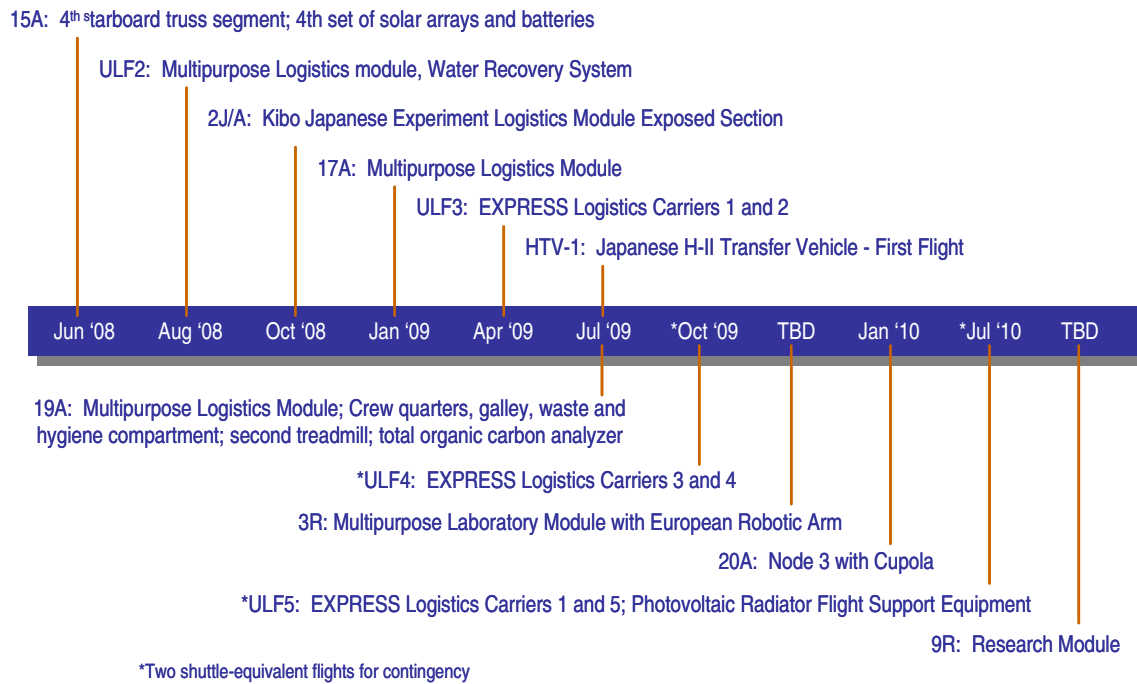 15A: 4th starboard truss segment; 4th set of solar arrays and batteries
ULF2: Multipurpose Logistics module, Water Recovery System
2J/A: Kibo Japanese Experiment Logistics Module Exposed Section
17A: Multipurpose Logistics Module
ULF3: EXPRESS Logistics Carriers 1 and 2
HTV-1: Japanese H-II Transfer Vehicle - First Flight
Jun ‘08 Aug ‘08 Oct ‘08 Jan ‘09 Apr ‘09 Jul ‘09 *Oct ‘09 TBD Jan ‘10 *Jul ‘10 TBD
19A: Multipurpose Logistics Module; Crew quarters, galley, waste and
hygiene compartment; second treadmill; total organic carbon analyzer
*ULF4: EXPRESS Logistics Carriers 3 and 4
3R: Multipurpose Laboratory Module with European Robotic Arm
20A: Node 3 with Cupola
*ULF5: EXPRESS Logistics Carriers 1 and 5; Photovoltaic Radiator Flight Support Equipment
9R: Research Module
*Two shuttle-equivalent flights for contingency